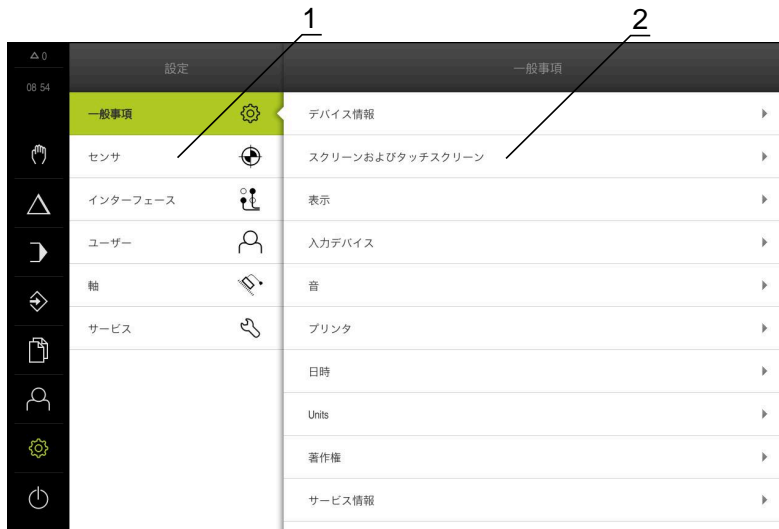 1
2
0
08 54
設定
一般事項
一般事項
センサ
インターフェース
ユーザー
軸
サービス
デバイス情報
スクリーンおよびタッチスクリーン
表示
入力デバイス
音
プリンタ
日時
Units
著作権
サービス情報